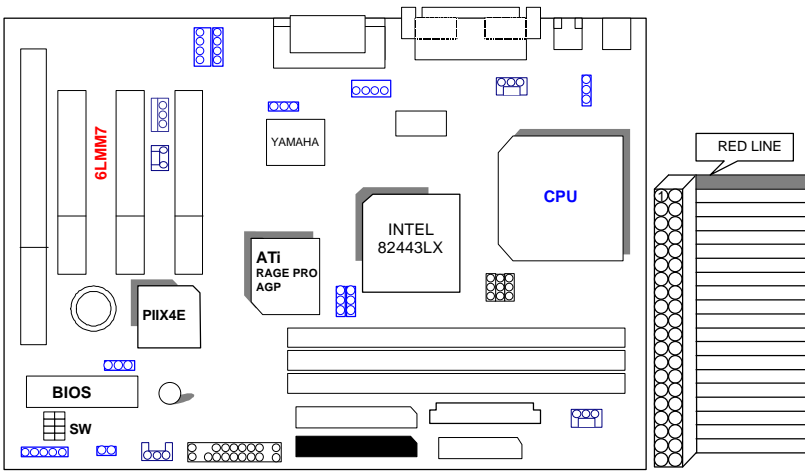 6LMM7
YAMAHA
CPU
RED LINE
1
INTEL
82443LX
ATi
RAGE PRO
AGP
PIIX4E
BIOS
SW